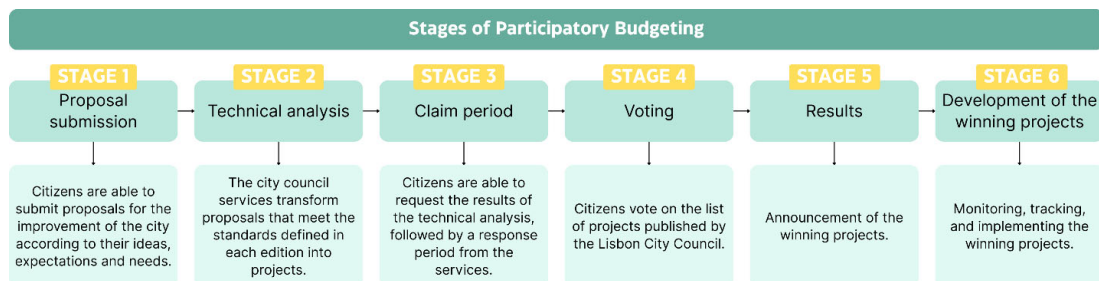 Stages of Participatory Budgeting
STAGE 1
Proposal
submission
Citizens are able to
submit proposals for the
improvement of the city
according to their ideas,
expectations and needs.
STAGE 2
Technical analysis
The city council
services transform
proposals that meet the
standards defined in
each edition into
projects.
STAGE 3
Claim period
Citizens are able to
request the results of
the technical analysis,
followed by a response
period from the
services.
STAGE 4
Voting
Citizens vote on the list
of projects published by
the Lisbon City Council.
STAGE 5
Results
Announcement of the
winning projects.
STAGE 6
Development of the
winning projects
Monitoring, tracking,
and implementing the
winning projects.